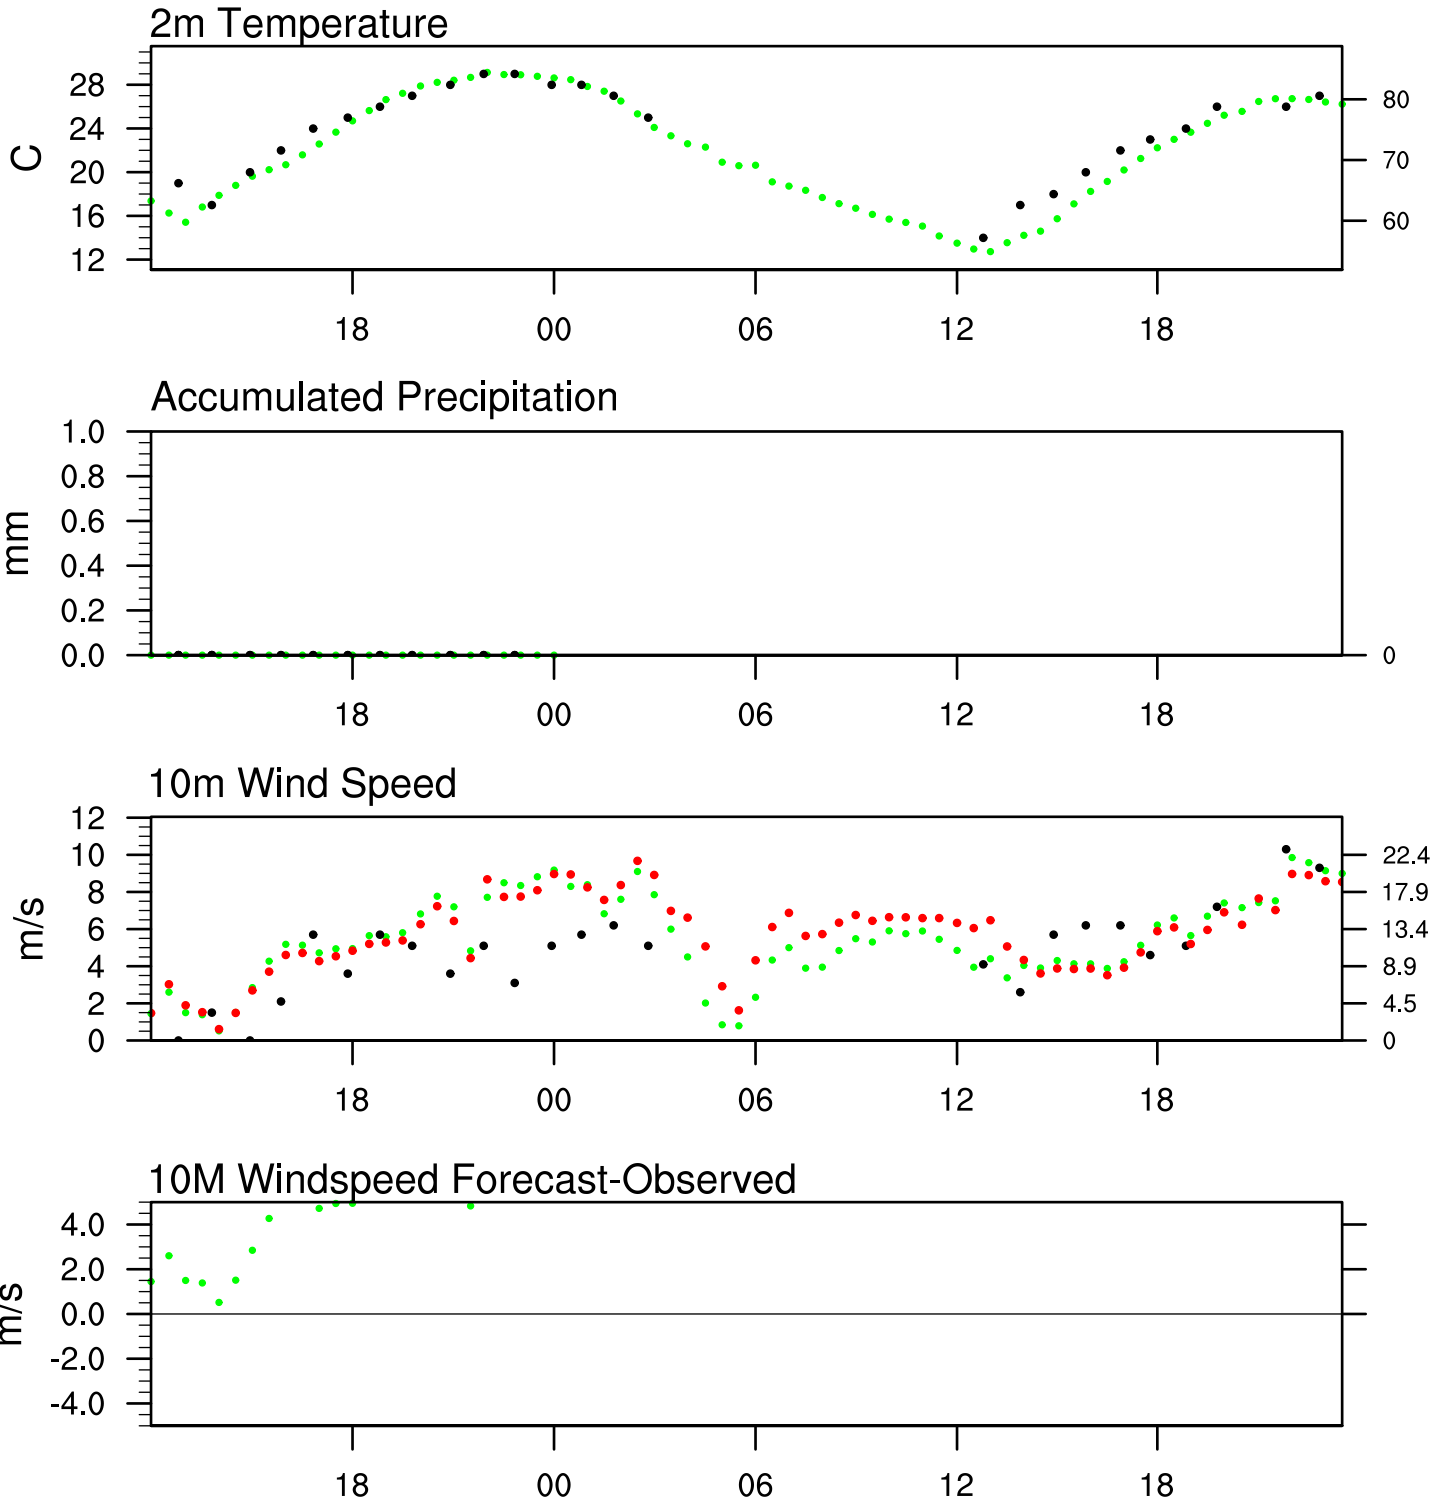 2m Temperature
C
28
24
20
16
12
80
70
60
18 00 06 12 18
Accumulated Precipitation
mm
1.0
0.8
0.6
0.4
0.2
0.0
0
18 00 06 12 18
10m Wind Speed
m/s
12
10
8
6
4
2
0
22.4
17.9
13.4
8.9
4.5
0
18 00 06 12 18
10M Windspeed Forecast-Observed
m/s
4.0
2.0
0.0
-2.0
-4.0
18 00 06 12 18